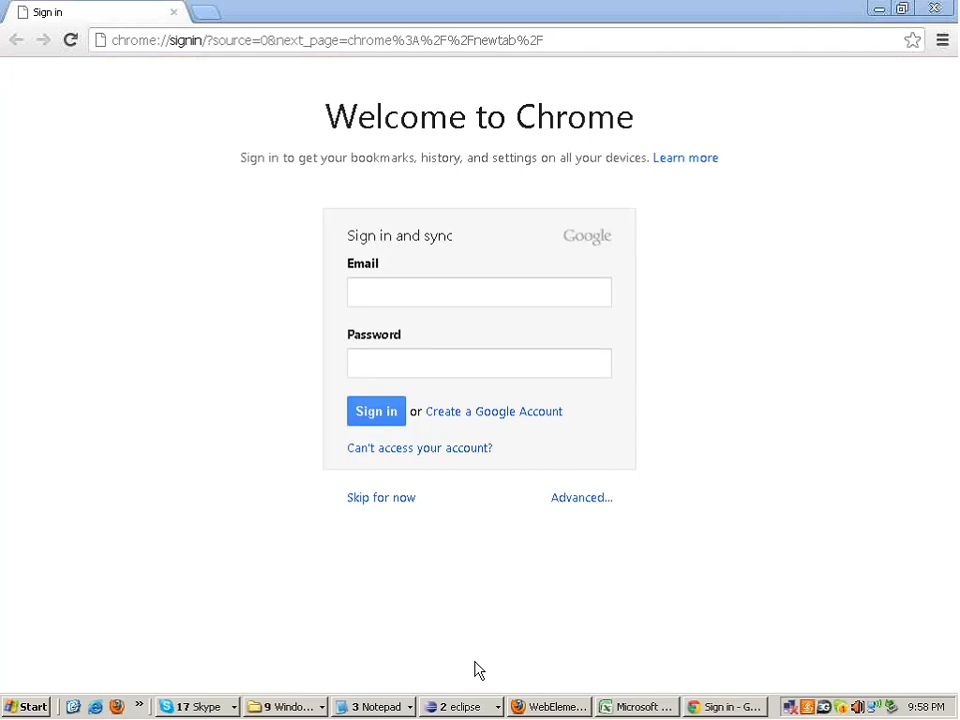 Sign in
chrome://signin/?source=0&next_page=chrome%3A%2F%2Fnewtab%2F
Welcome to Chrome
Sign in to get your bookmarks, history, and settings on all your devices. Learn more
Sign in and sync Google
Email
Password
Sign in or Create a Google Account
Can't access your account?
Skip for now Advanced...
Start » 17 Skype 9 Windo... 3 Notepad 2 eclipse WebEleme... Microsoft ... Sign in - G... 9:58 PM